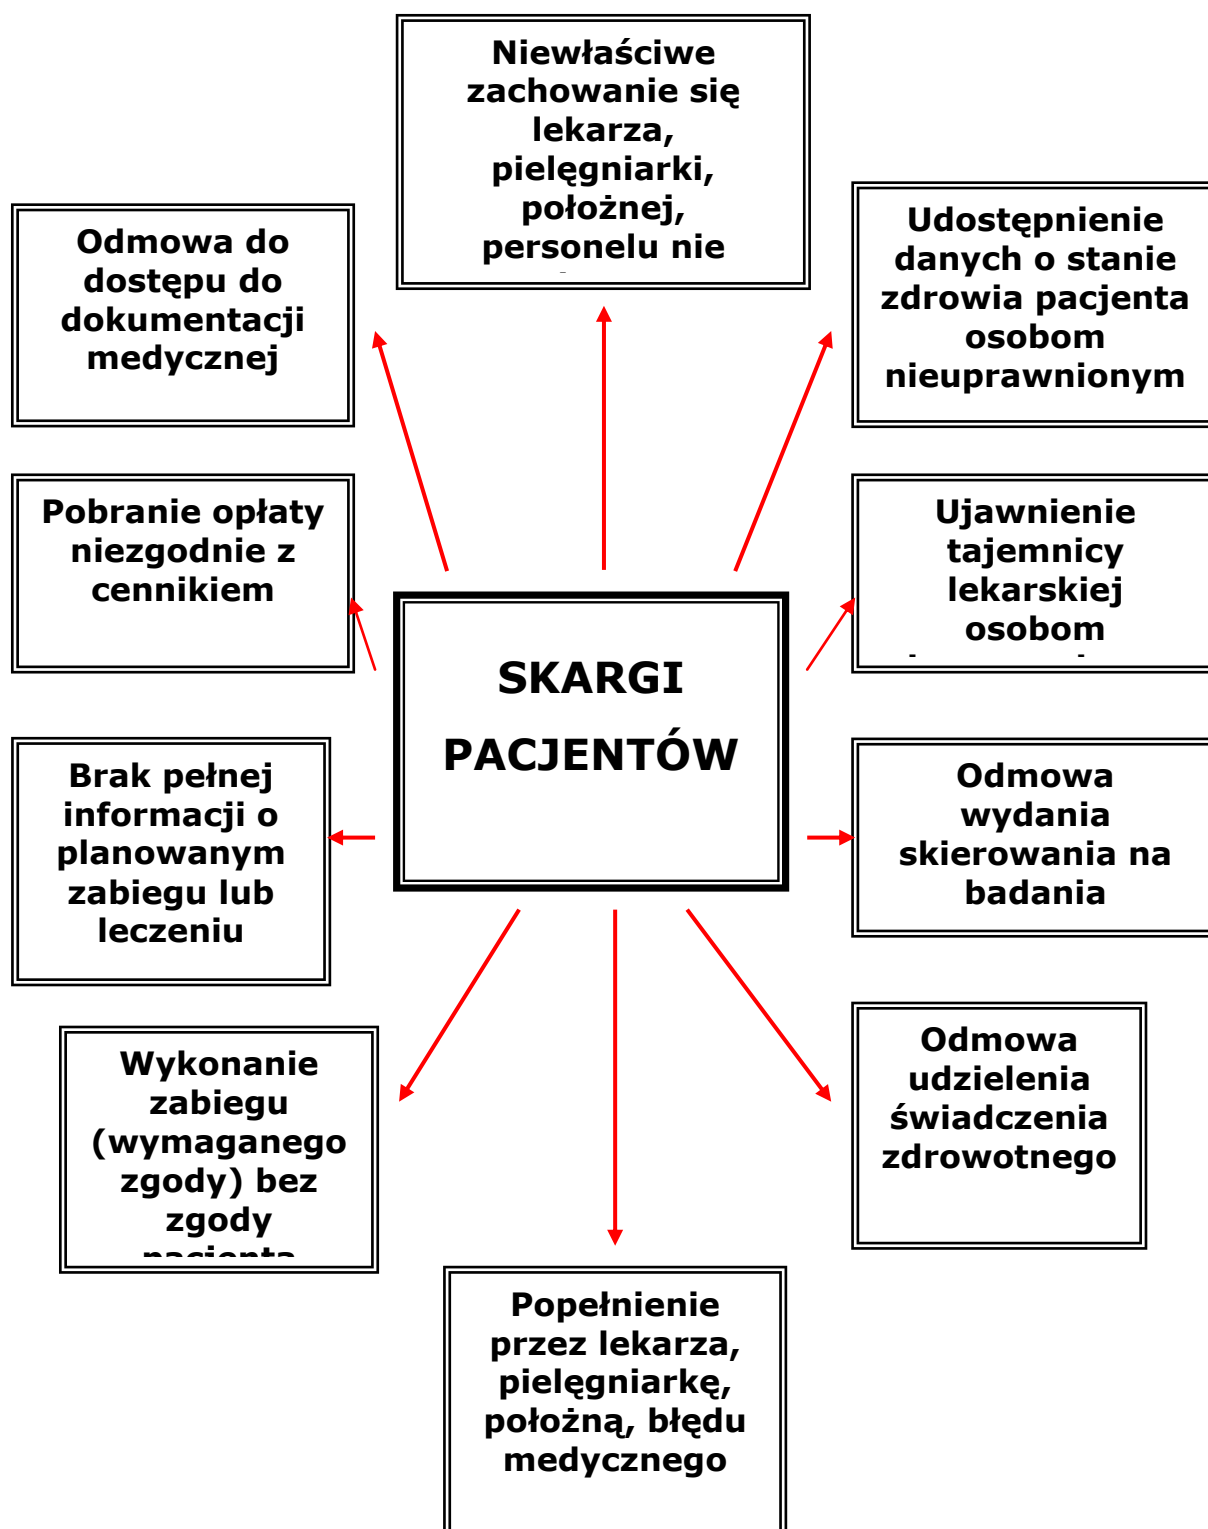 Niewłaściwe
zachowanie się
lekarza,
pielęgniarki,
położnej,
personelu nie
Odmowa do
dostępu do
dokumentacji
medycznej
Udostępnienie
danych o stanie
zdrowia pacjenta
osobom
nieuprawnionym
Pobranie opłaty
niezgodnie z
cennikiem
Ujawnienie
tajemnicy
lekarskiej
osobom
SKARGI
PACJENTÓW
Brak pełnej
informacji o
planowanym
zabiegu lub
leczeniu
Odmowa
wydania
skierowania na
badania
Wykonanie
zabiegu
(wymaganego
zgody) bez
zgody
pacjenta
Odmowa
udzielenia
świadczenia
zdrowotnego
Popełnienie
przez lekarza,
pielęgniarkę,
położną, błędu
medycznego